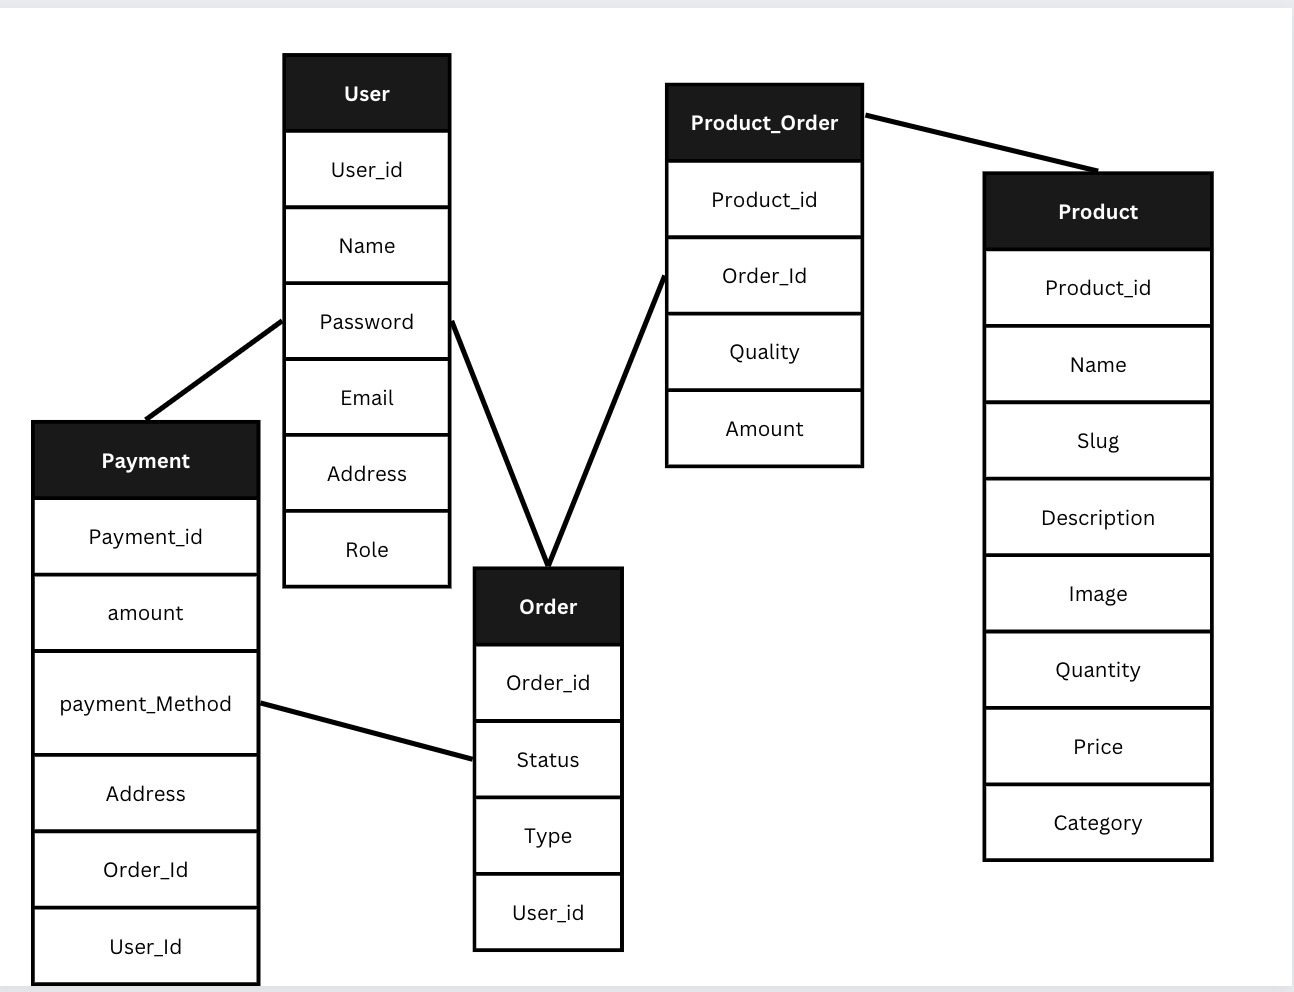 User
User_id
Name
Password
Email
Address
Role
Product_Order
Product_id
Order_Id
Quality
Amount
Product
Product_id
Name
Slug
Description
Image
Quantity
Price
Category
Payment
Payment_id
amount
payment_Method
Address
Order_Id
User_Id
Order
Order_id
Status
Type
User_id